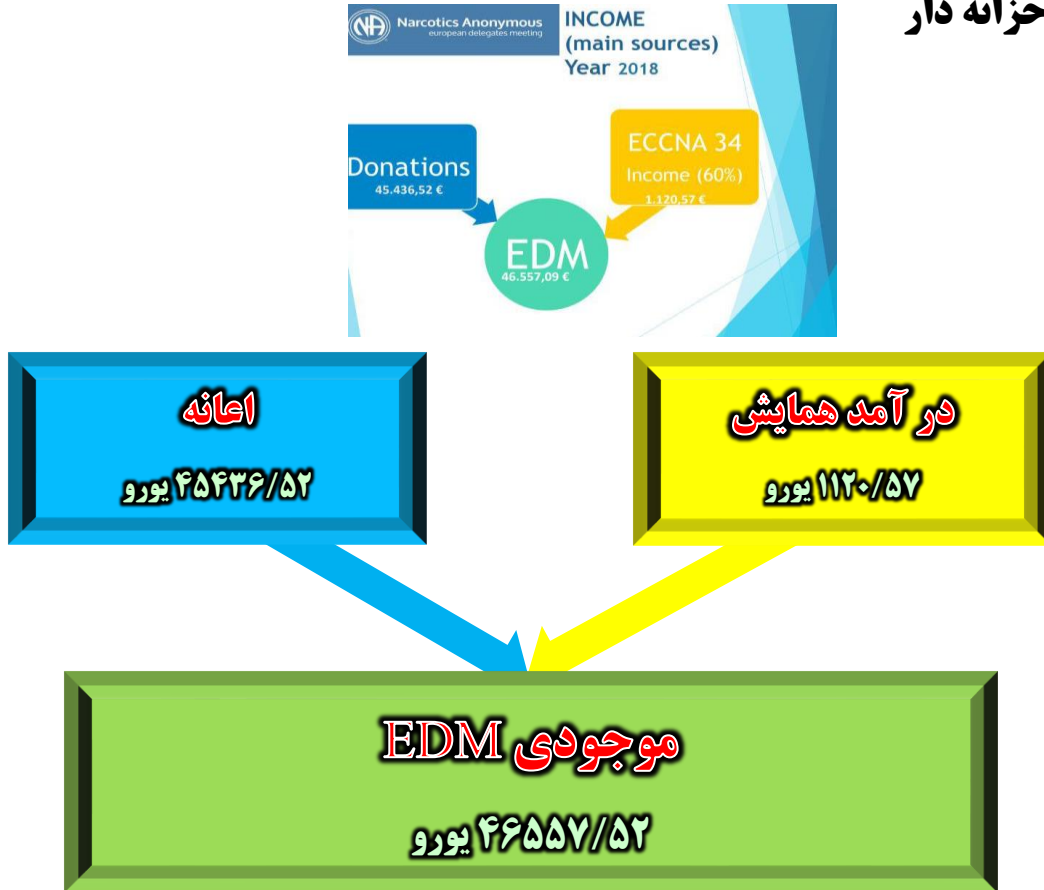 خزانه دار
NA
Narcotics Anonymous
european delegates meeting
INCOME
(main sources)
Year 2018
Donations
45.436,52 €
ECCNA 34
Income (60%)
1.120,57 €
EDM
46.557,09 €
در آمد همایش
۱۱۲۰/۵۷ یورو
اعانه
۴۵۴۳۶/۵۲ یورو
موجودی EDM
۴۶۵۵۷/۵۲ یورو